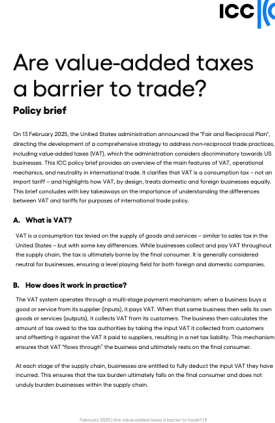 ICC
Are value-added taxes
a barrier to trade?
Policy brief
On 13 February 2025, the United States administration announced the "Fair and Reciprocal Plan",
directing the development of a comprehensive strategy to address non-reciprocal trade practices,
including value-added taxes (VAT), which the administration considers discriminatory towards US
businesses. This ICC policy brief provides an overview of the main features of VAT, operational
mechanics, and neutrality in international trade. It clarifies that VAT is a consumption tax – not an
import tariff – and highlights how VAT, by design, treats domestic and foreign businesses equally.
This brief concludes with key takeaways on the importance of understanding the differences
between VAT and tariffs for purposes of international trade policy.
A. What is VAT?
VAT is a consumption tax levied on the supply of goods and services – similar to sales tax in the
United States – but with some key differences. While businesses collect and pay VAT throughout
the supply chain, the tax is ultimately borne by the final consumer. It is generally considered
neutral for businesses, ensuring a level playing field for both foreign and domestic companies.
B. How does it work in practice?
The VAT system operates through a multi-stage payment mechanism: when a business buys a
good or service from its supplier (inputs), it pays VAT. When that same business then sells its own
goods or services (outputs), it collects VAT from its customers. The business then calculates the
amount of tax owed to the tax authorities by taking the input VAT it collected from customers
and offsetting it against the VAT it paid to suppliers, resulting in a net tax liability. This mechanism
ensures that VAT "flows through" the business and ultimately rests on the final consumer.
At each stage of the supply chain, businesses are entitled to fully deduct the input VAT they have
incurred. This ensures that the tax burden ultimately falls on the final consumer and does not
unduly burden businesses within the supply chain.
February 2025 | Are value-added taxes a barrier to trade? |